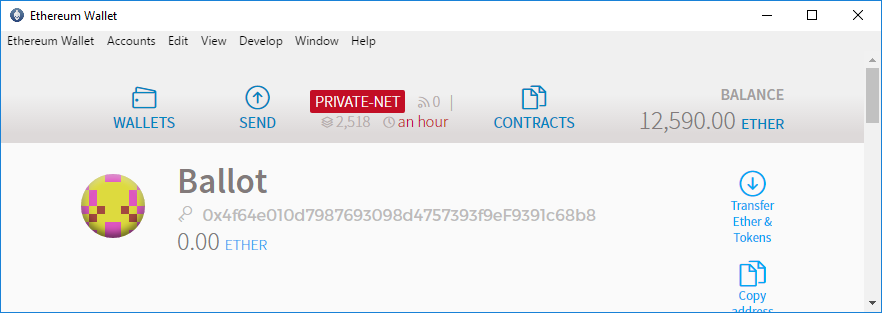 Ethereum Wallet
Ethereum Wallet Accounts Edit View Develop Window Help
WALLETS
SEND
PRIVATE-NET 0 |
2,518 an hour
CONTRACTS
BALANCE
12,590.00 ETHER
Ballot
0x4f64e010d7987693098d4757393f9eF9391c68b8
0.00 ETHER
Transfer
Ether &
Tokens
Copy
address